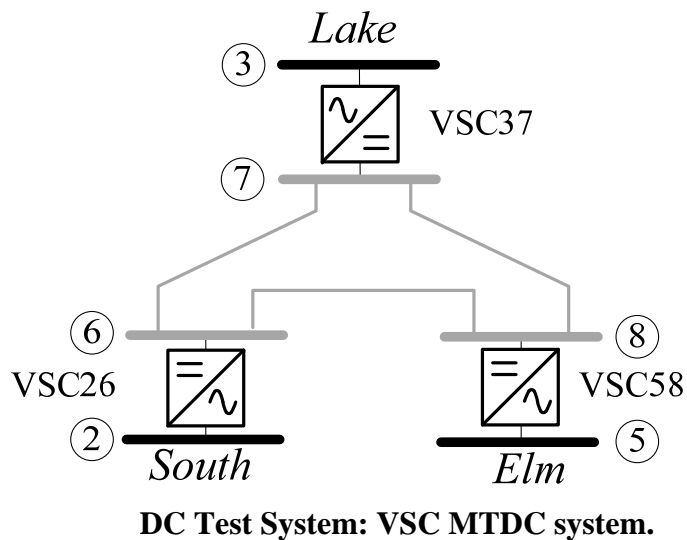 Lake
3
VSC37
7
6
8
VSC26
VSC58
2
5
South
Elm
DC Test System: VSC MTDC system.